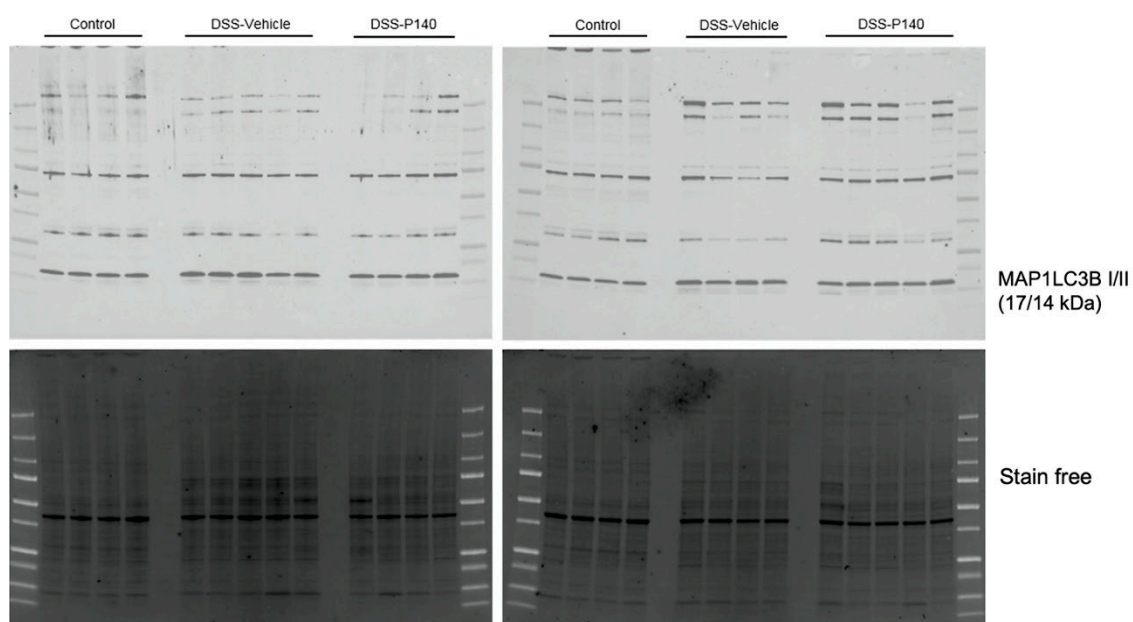 Control DSS-Vehicle DSS-P140 Control DSS-Vehicle DSS-P140
MAP1LC3B I/II
(17/14 kDa)
Stain free